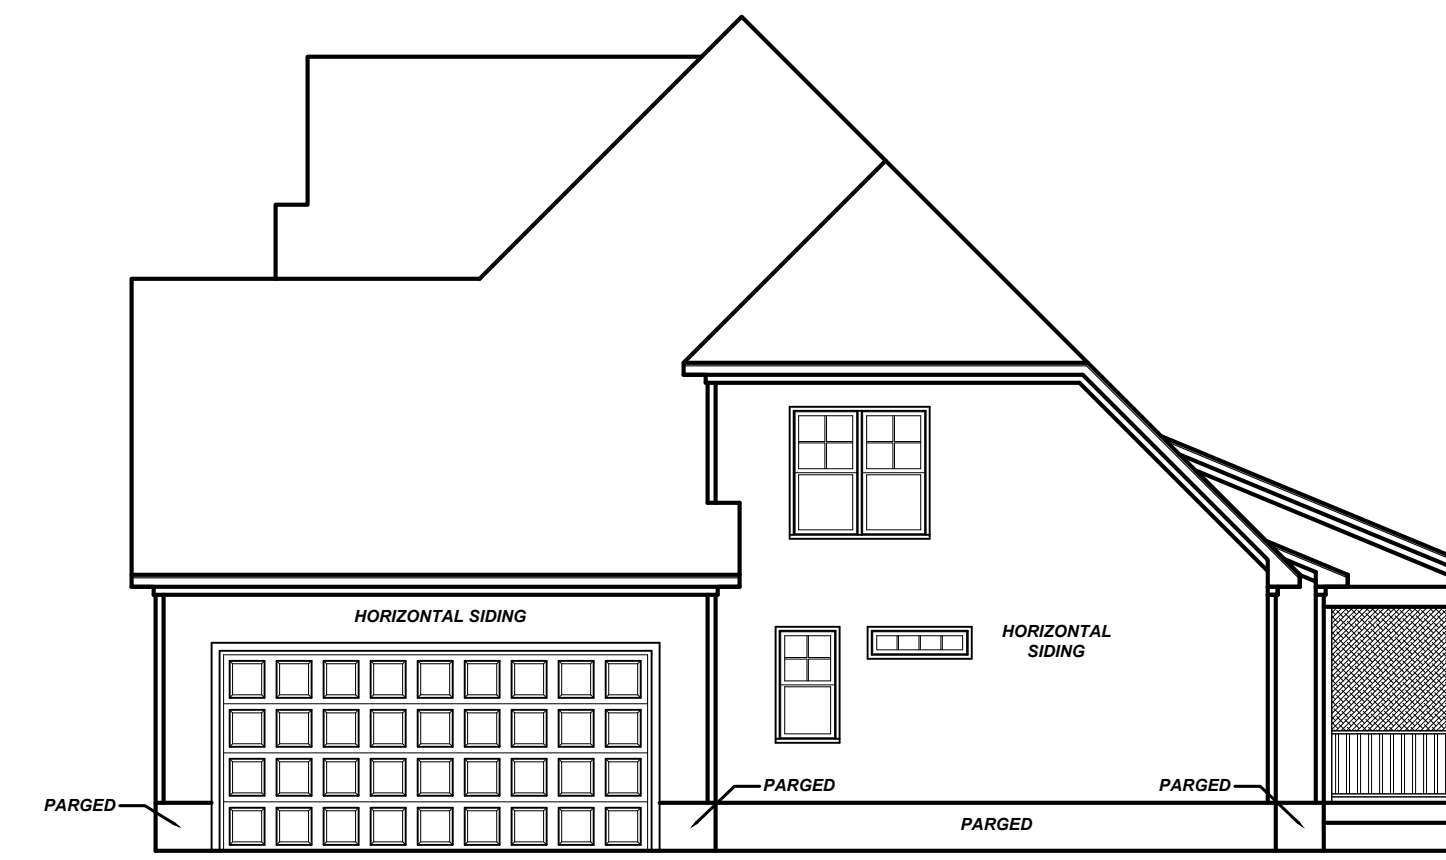 HORIZONTAL SIDING
HORIZONTAL
SIDING
PARGED
PARGED
PARGED
PARGED